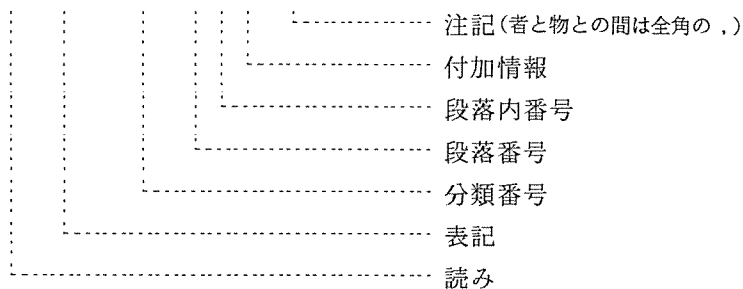 注記(者と物との間は全角の ，)
付加情報
段落内番号
段落番号
分類番号
表記
読み